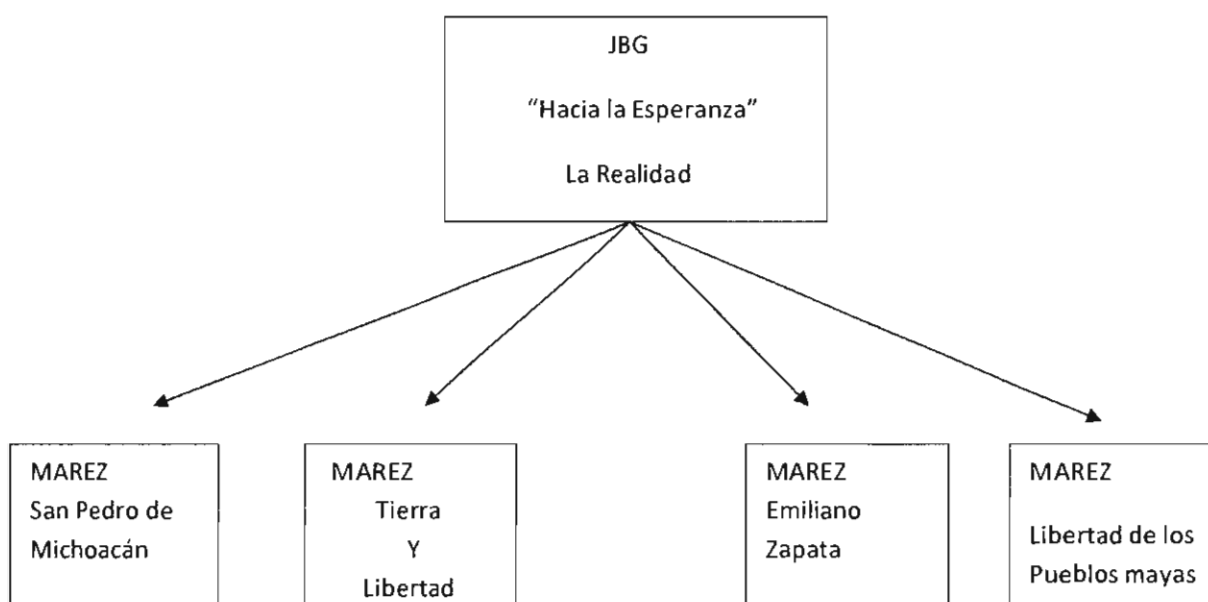 JBG
“Hacia la Esperanza”
La Realidad
MAREZ
San Pedro de
Michoacán
MAREZ
Tierra
Y
Libertad
MAREZ
Emiliano
Zapata
MAREZ
Libertad de los
Pueblos mayas